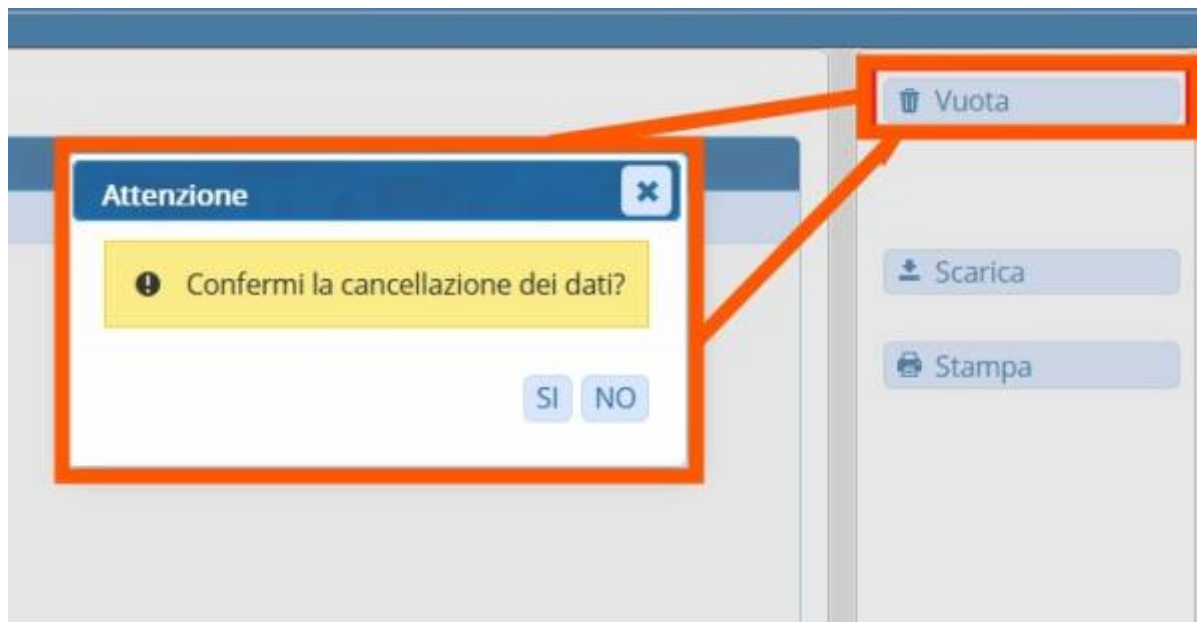 Vuota
Attenzione
Confermi la cancellazione dei dati?
SI NO
Scarica
Stampa